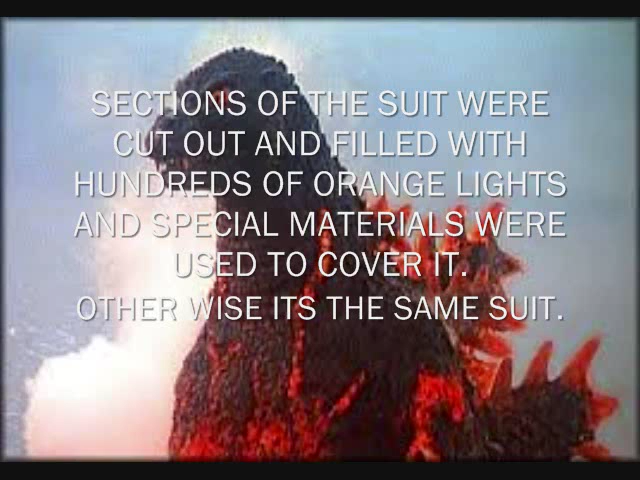 SECTIONS OF THE SUIT WERE
CUT OUT AND FILLED WITH
HUNDREDS OF ORANGE LIGHTS
AND SPECIAL MATERIALS WERE
USED TO COVER IT.
OTHER WISE ITS THE SAME SUIT.